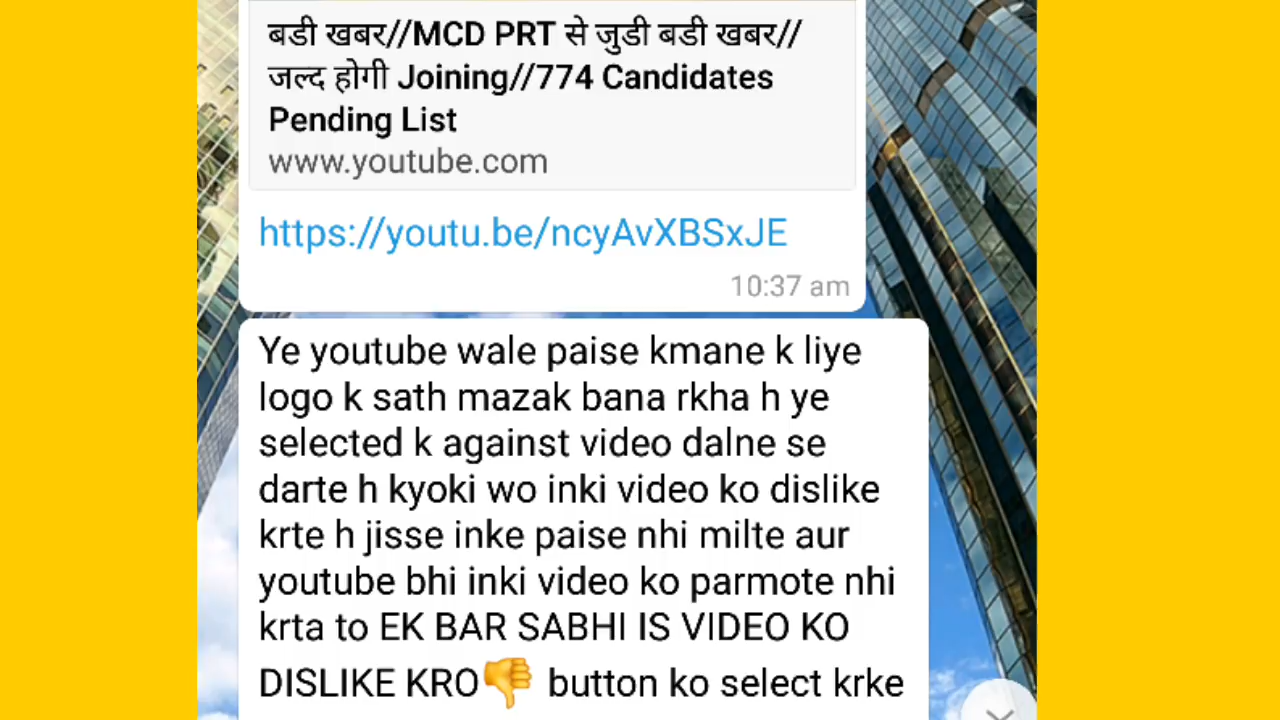 बडी खबर//MCD PRT से जुडी बडी खबर//
जल्द होगी Joining//774 Candidates
Pending List
www.youtube.com
https://youtu.be/ncyAvXBSxJE
10:37 am
Ye youtube wale paise kmane k liye
logo k sath mazak bana rkha h ye
selected k against video dalne se
darte h kyoki wo inki video ko dislike
krte h jisse inke paise nhi milte aur
youtube bhi inki video ko parmote nhi
krta to EK BAR SABHI IS VIDEO KO
DISLIKE KRO👎 button ko select krke